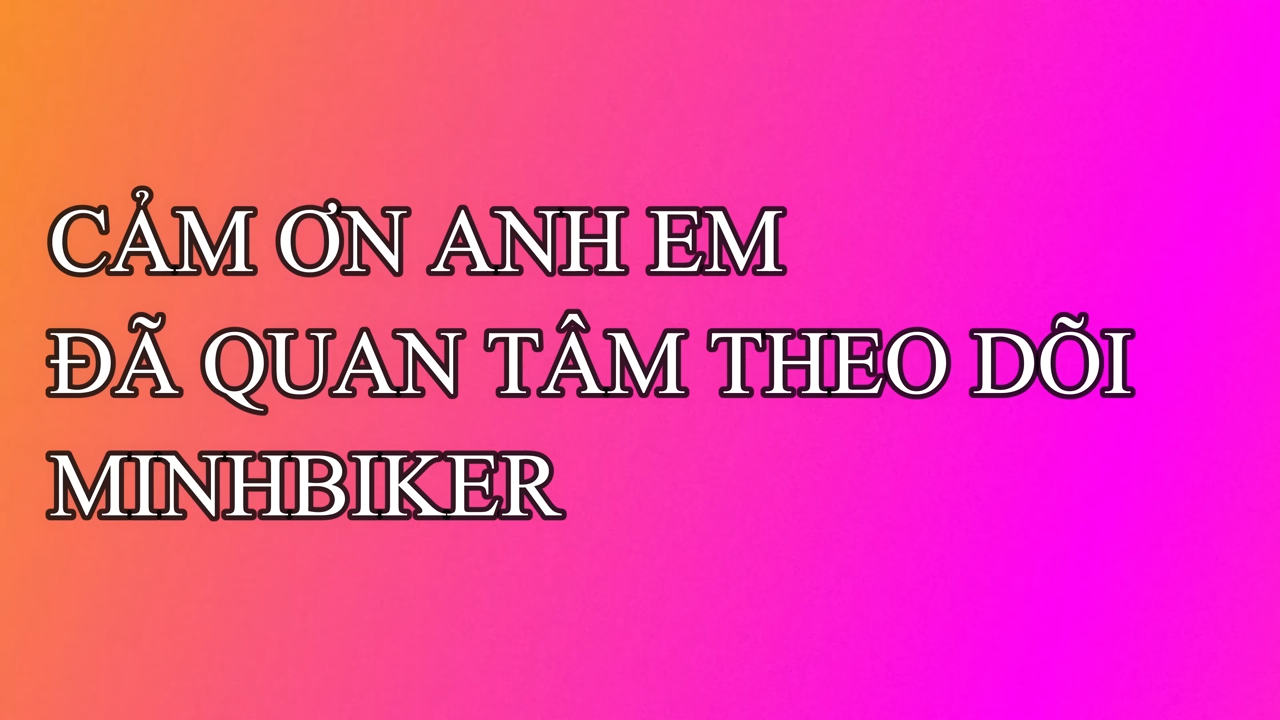 CẢM ƠN ANH EM
ĐÃ QUAN TÂM THEO DÕI
MINHBIKER